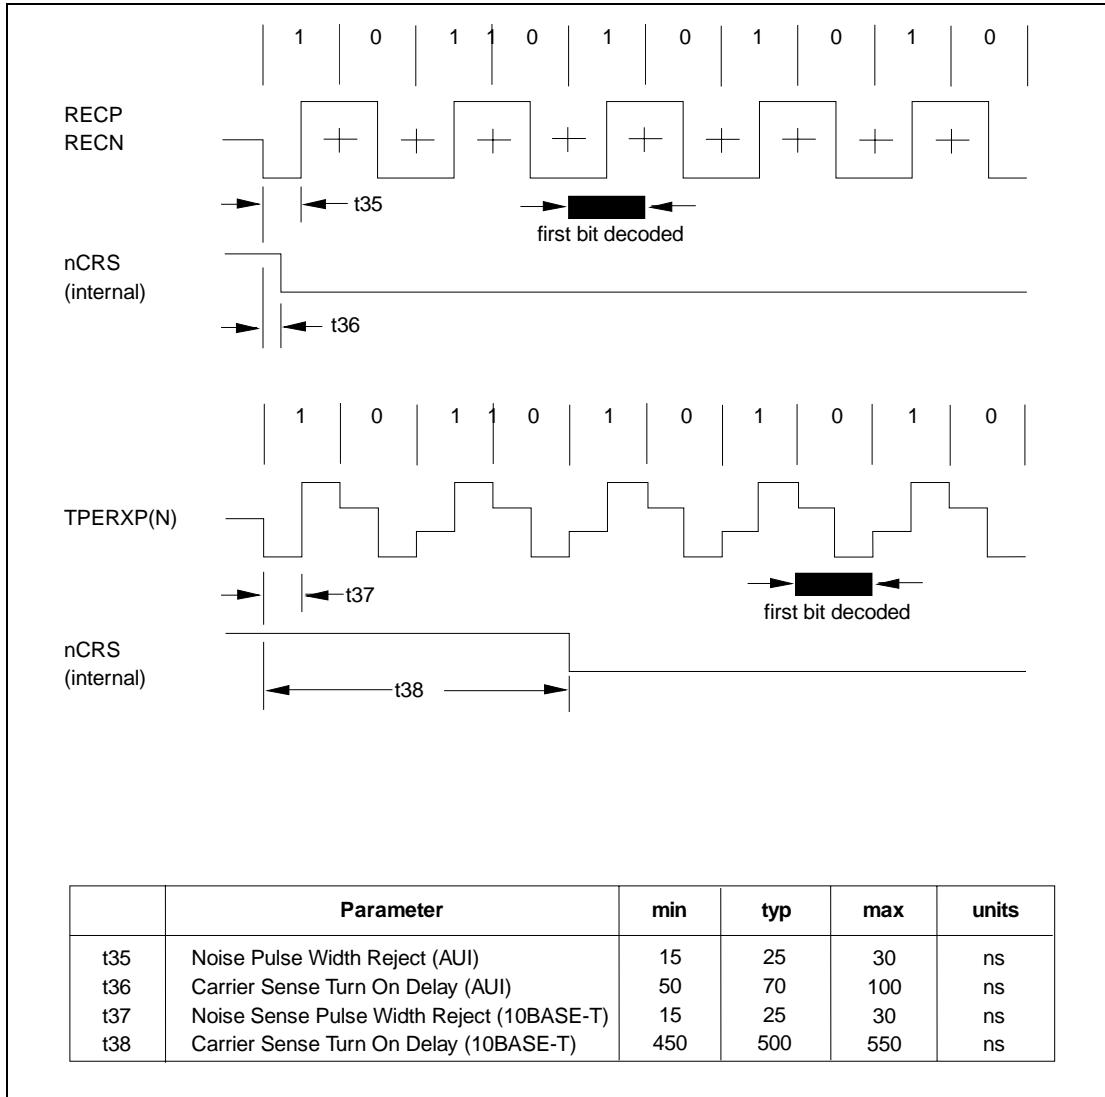 1 0 1 1 0 1 0 1 0 1 0
RECP
RECN
t35
first bit decoded
nCRS
(internal)
t36
1 0 1 1 0 1 0 1 0 1 0
TPERXP(N)
t37
first bit decoded
nCRS
(internal)
t38
Parameter min typ max units
t35 Noise Pulse Width Reject (AUI) 15 25 30 ns
t36 Carrier Sense Turn On Delay (AUI) 50 70 100 ns
t37 Noise Sense Pulse Width Reject (10BASE-T) 15 25 30 ns
t38 Carrier Sense Turn On Delay (10BASE-T) 450 500 550 ns